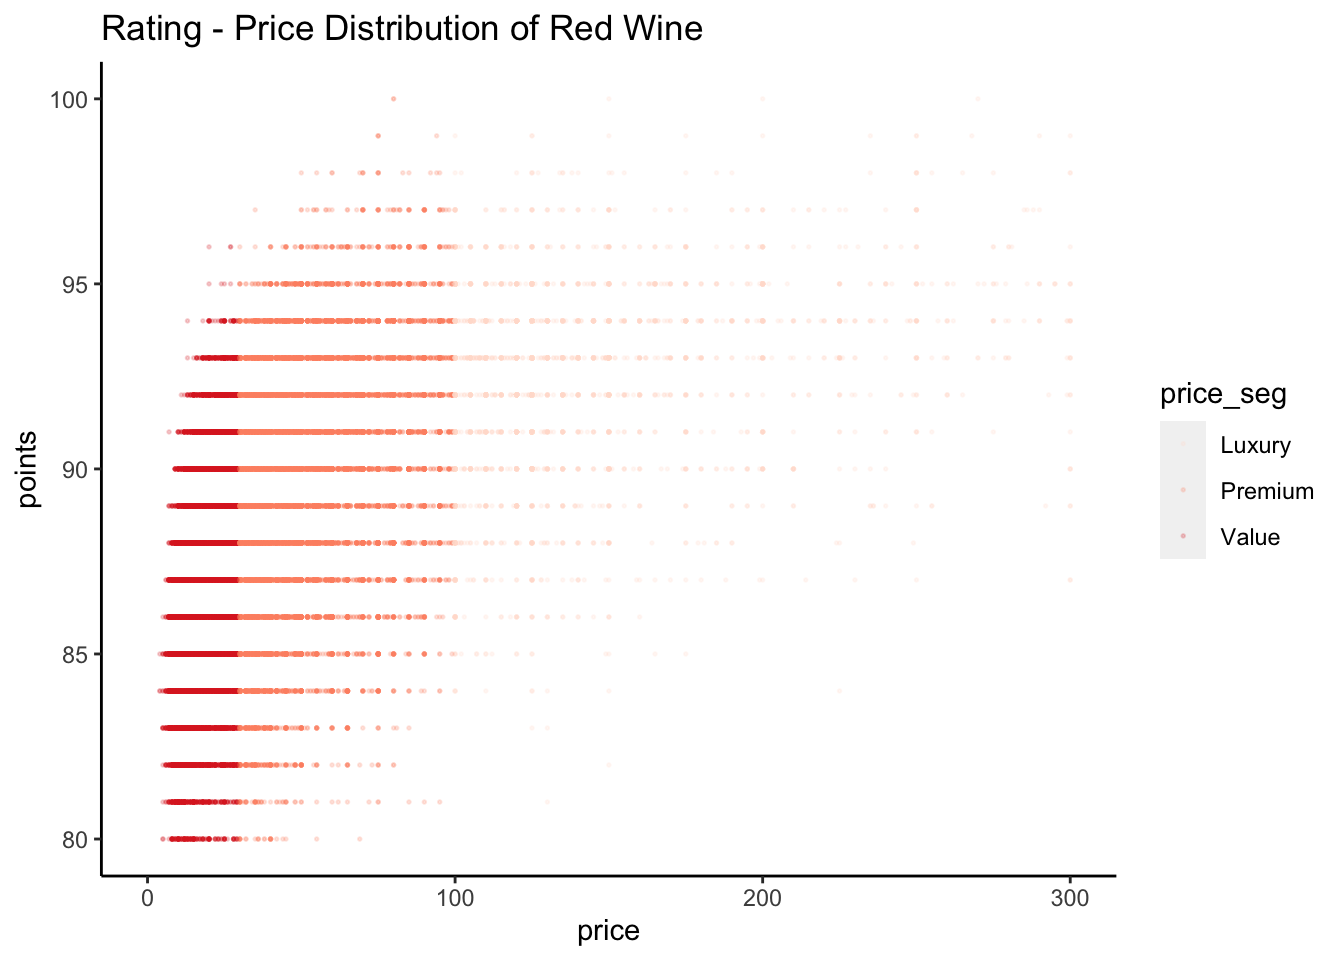 Rating - Price Distribution of Red Wine
points
100
95
90
85
80
0 100 200 300
price
price_seg
Luxury
Premium
Value